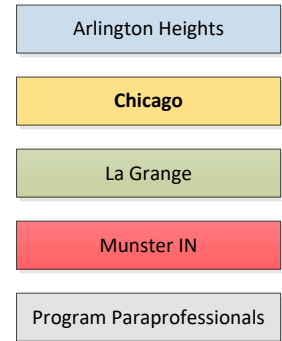 Arlington Heights
Chicago
La Grange
Munster IN
Program Paraprofessionals